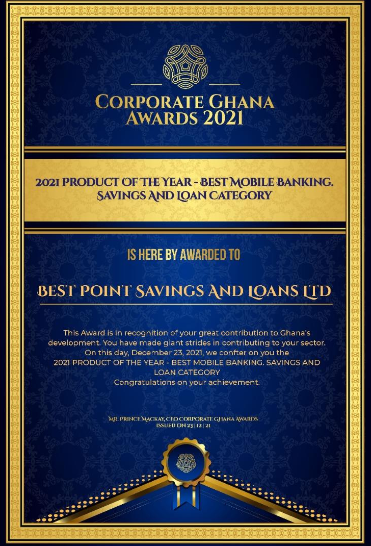 Corporate Ghana
Awards 2021
2021 Product of the Year - Best Mobile Banking.
Savings And Loan Category
IS HERE BY AWARDED TO
Best Point Savings And Loans Ltd
This Award is in recognition of your great contribution to Ghana's
development. You have made giant strides in contributing to your sector.
On this day, December 23, 2021, we confter on you the
2021 PRODUCT OF THE YEAR - BEST MOBILE BANKING. SAVINGS AND
LOAN CATEGORY
Congratulations on your achievement.
Mr. Prince Mackay, CEO Corporate Ghana Awards
Issued On: 23 | 12 | 21